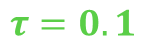 τ = 0.1